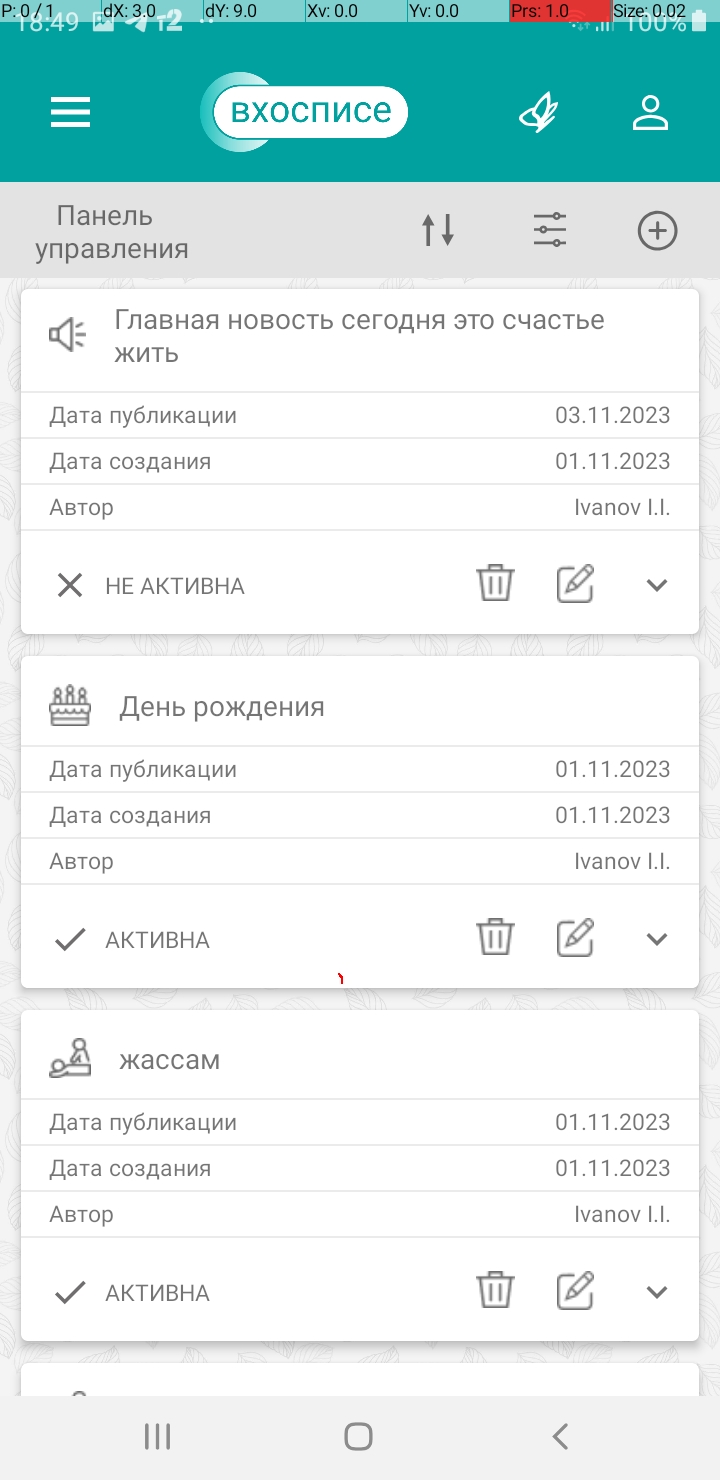 P: 0 / 1 dX: 3.0 dY: 9.0 Xv: 0.0 Yv: 0.0 Prs: 1.0 Size: 0.02
18:49 т2 100%
вхосписе
Панель
управления
Главная новость сегодня это счастье
жить
Дата публикации 03.11.2023
Дата создания 01.11.2023
Автор Ivanov I.I.
НЕ АКТИВНА
День рождения
Дата публикации 01.11.2023
Дата создания 01.11.2023
Автор Ivanov I.I.
АКТИВНА
жассам
Дата публикации 01.11.2023
Дата создания 01.11.2023
Автор Ivanov I.I.
АКТИВНА